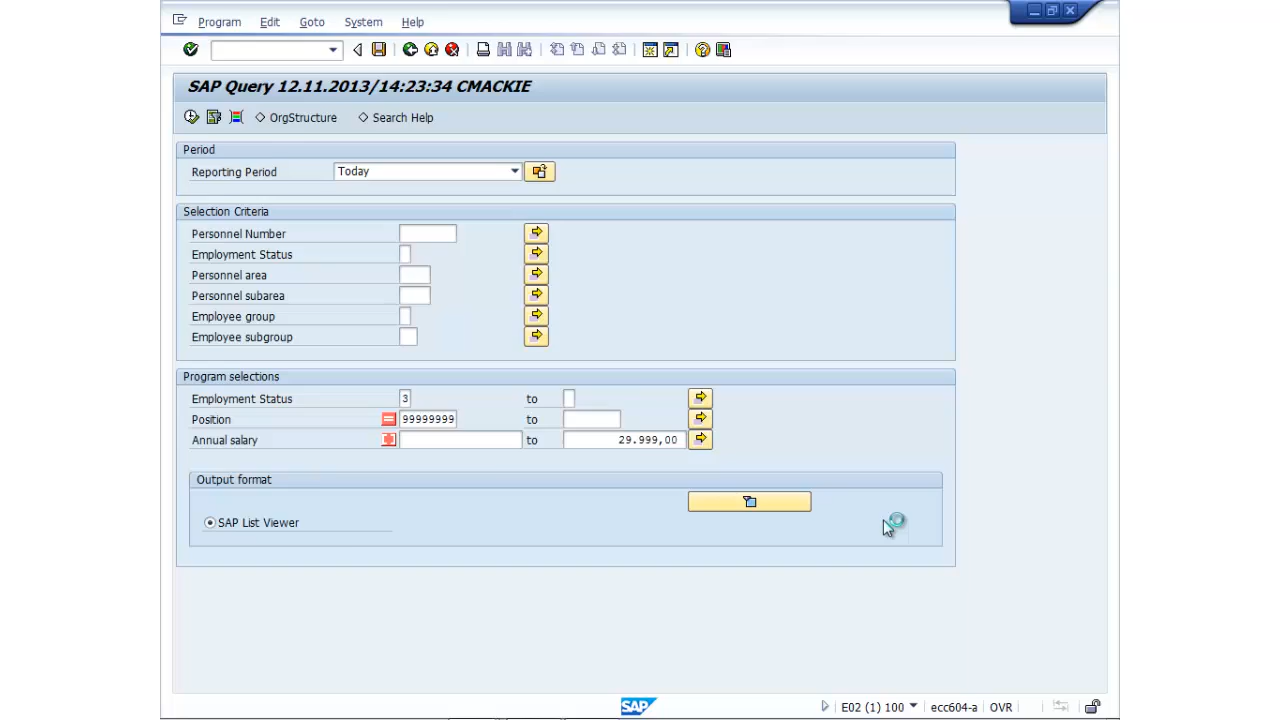 Program Edit Goto System Help
SAP Query 12.11.2013/14:23:34 CMACKIE
OrgStructure Search Help
Period
Reporting Period Today
Selection Criteria
Personnel Number
Employment Status
Personnel area
Personnel subarea
Employee group
Employee subgroup
Program selections
Employment Status 3 to
Position 99999999 to
Annual salary to 29.999,00
Output format
SAP List Viewer
SAP E02 (1) 100 ecc604-a OVR